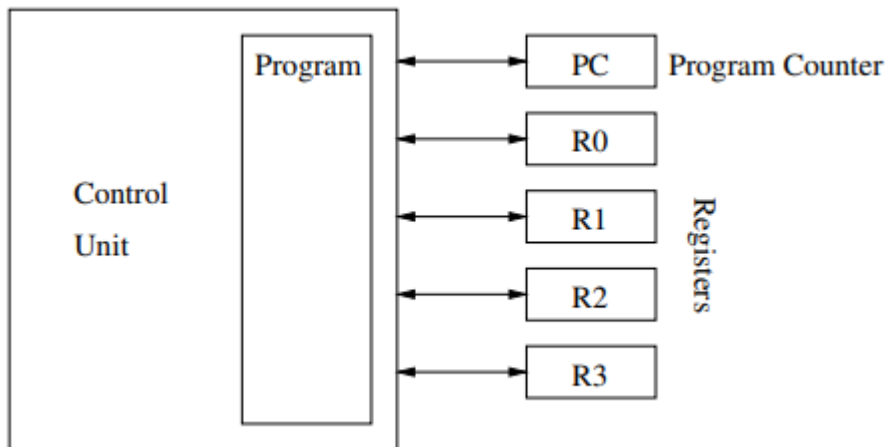 Program
Control
Unit
PC
Program Counter
R0
R1
R2
R3
Registers